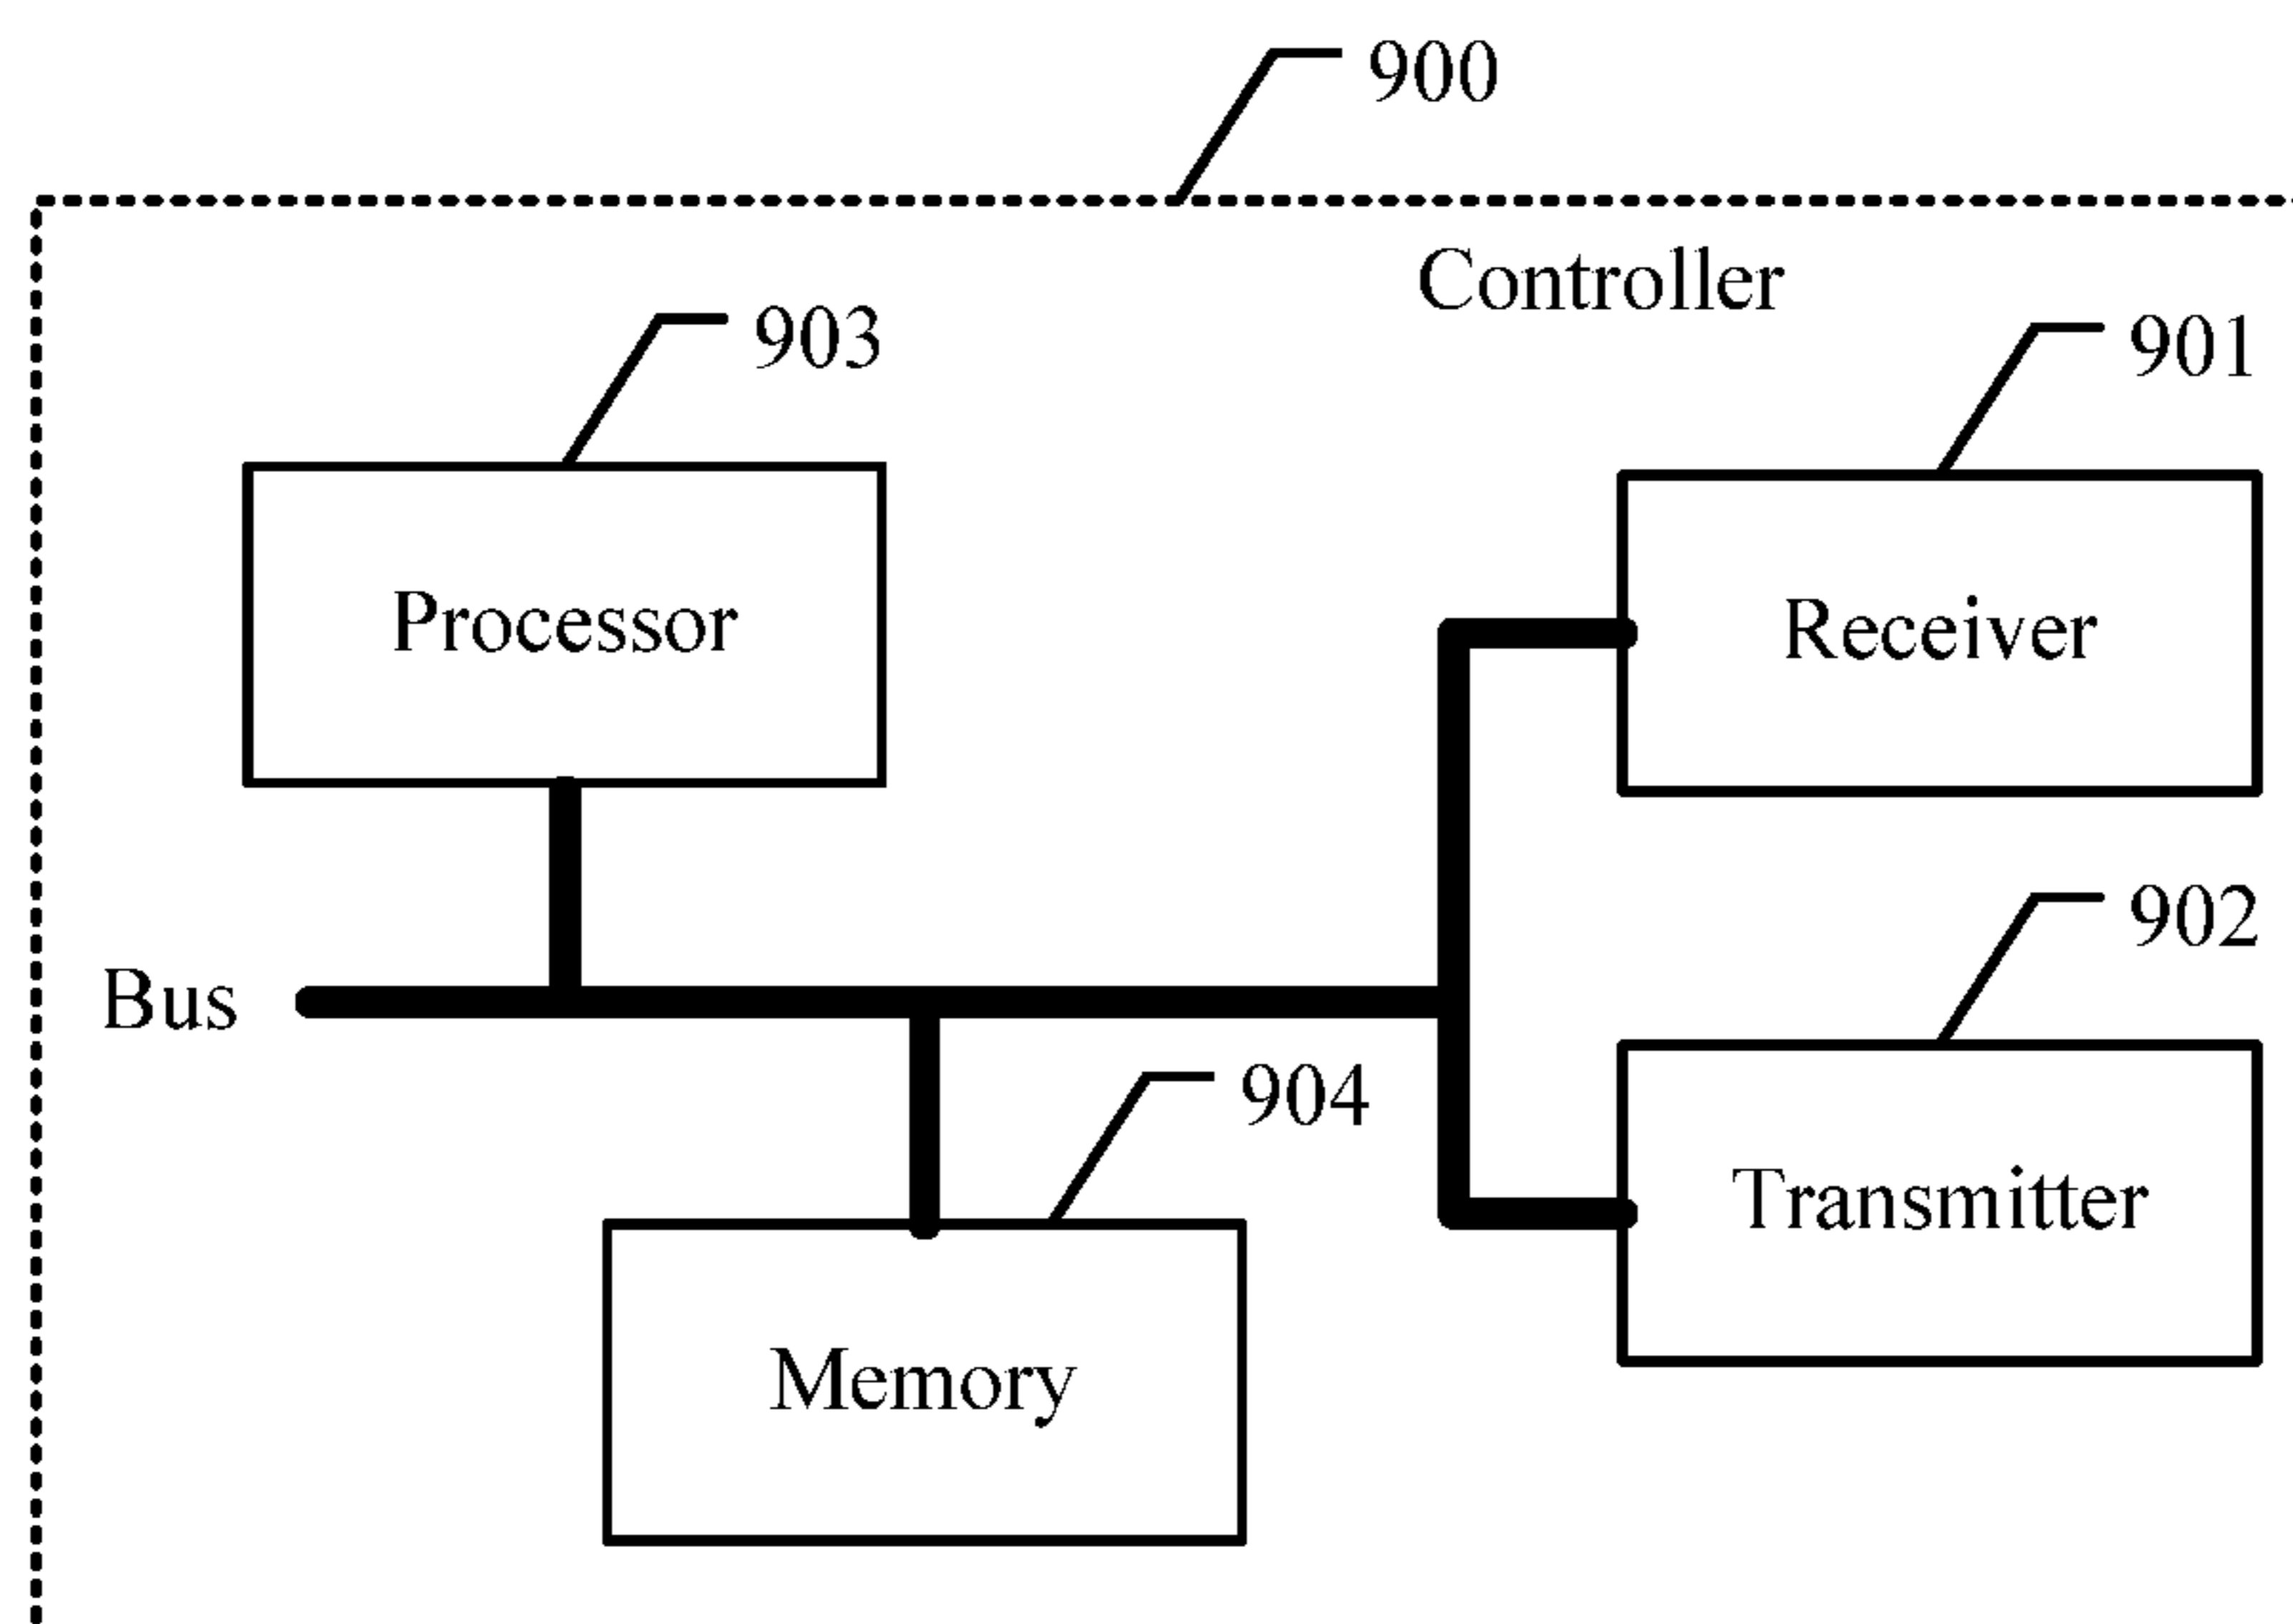 900
Controller
903
901
Processor
Receiver
902
Bus
904
Transmitter
Memory